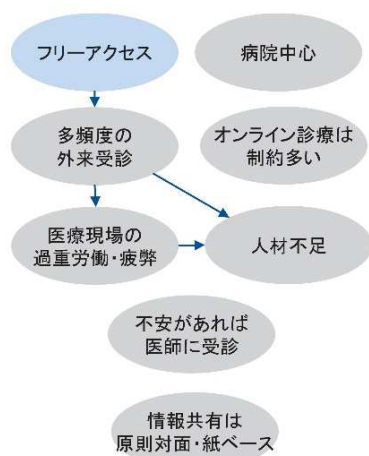 フリーアクセス
病院中心
多頻度の
外来受診
オンライン診療は
制約多い
医療現場の
過重労働・疲弊
人材不足
不安があれば
医師に受診
情報共有は
原則対面・紙ベース